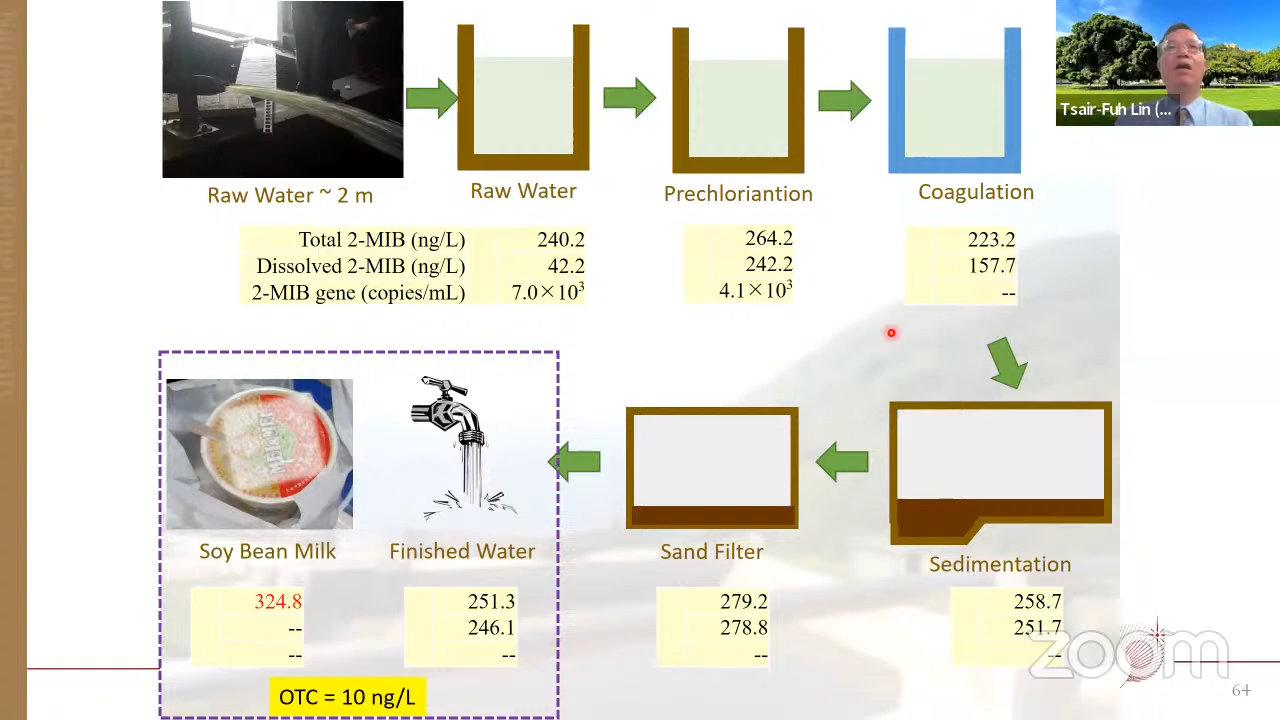 Tsair-Fuh Lin (...
Raw Water ~ 2 m
Raw Water
Prechloriantion
Coagulation
Total 2-MIB (ng/L) 240.2 264.2 223.2
Dissolved 2-MIB (ng/L) 42.2 242.2 157.7
2-MIB gene (copies/mL) 7.0×10³ 4.1×10³ --
Soy Bean Milk
Finished Water
Sand Filter
Sedimentation
324.8 251.3 279.2 258.7
-- 246.1 278.8 251.7
-- -- -- --
OTC = 10 ng/L
zoom
64